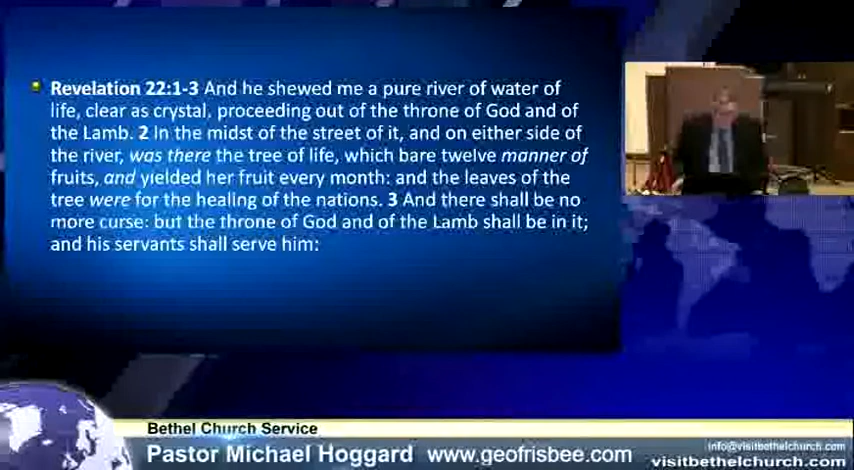 Revelation 22:1-3 And he shewed me a pure river of water of
life, clear as crystal, proceeding out of the throne of God and of
the Lamb. 2 In the midst of the street of it, and on either side of
the river, was there the tree of life, which bare twelve manner of
fruits, and yielded her fruit every month: and the leaves of the
tree were for the healing of the nations. 3 And there shall be no
more curse: but the throne of God and of the Lamb shall be in it;
and his servants shall serve him:
Bethel Church Service
Pastor Michael Hoggard www.geofrisbee.com
info@visitbethelchurch.com
visitbethelchurch.com